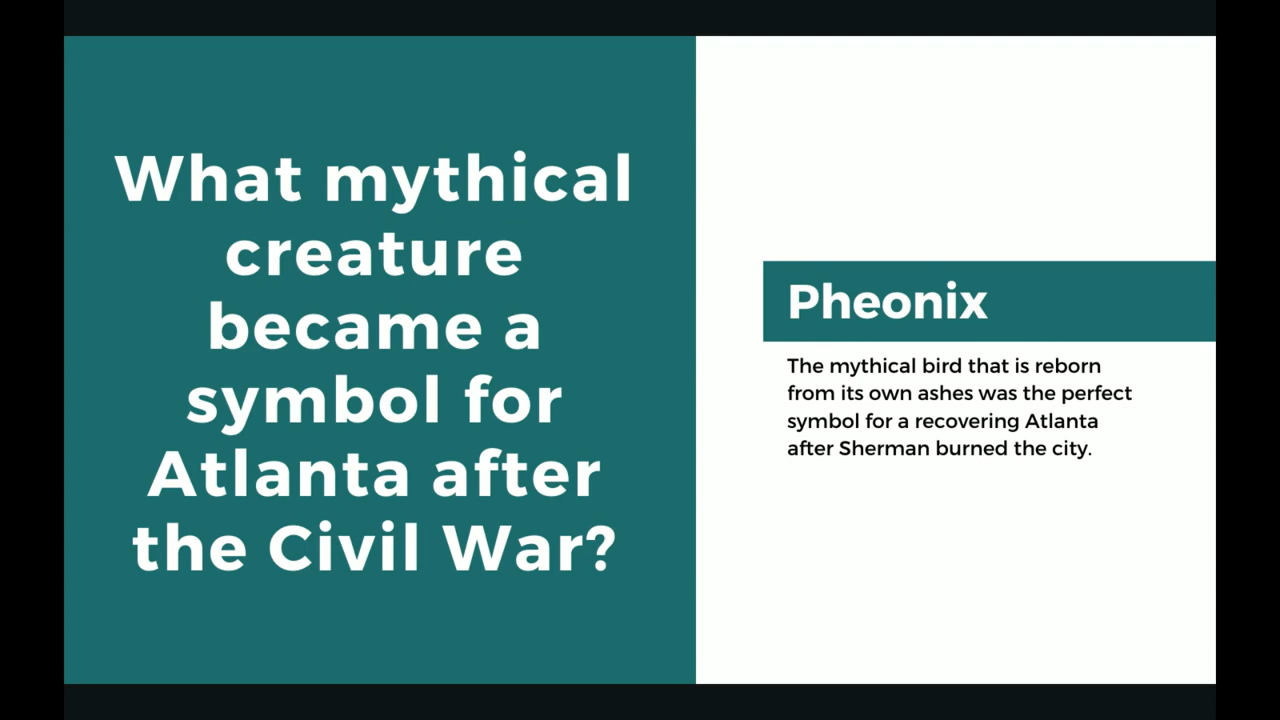 What mythical
creature
became a
symbol for
Atlanta after
the Civil War?
Pheonix
The mythical bird that is reborn
from its own ashes was the perfect
symbol for a recovering Atlanta
after Sherman burned the city.